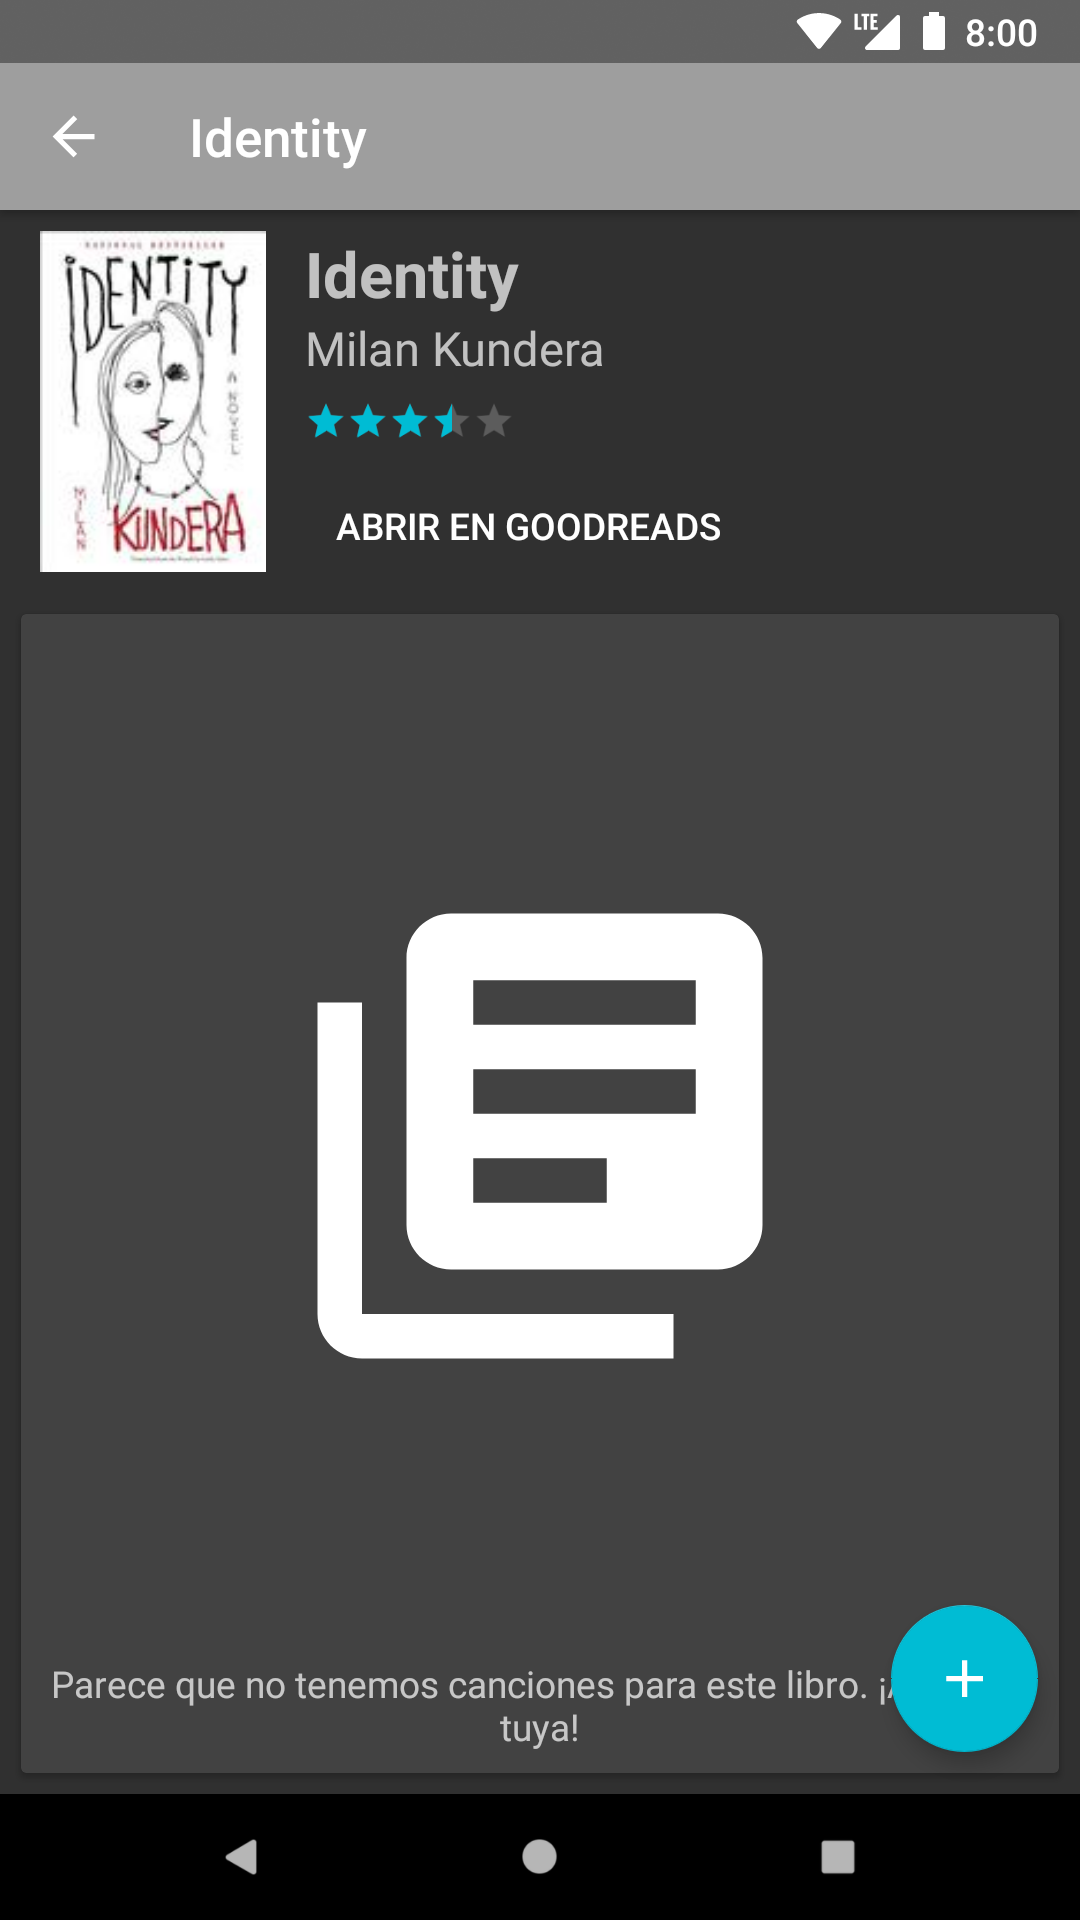 LTE 8:00
Identity
NATIONAL BESTSELLER
IDENTITY
A NOVEL
MILAN
KUNDERA
Identity
Milan Kundera
ABRIR EN GOODREADS
Parece que no tenemos canciones para este libro. ¡
tuya!